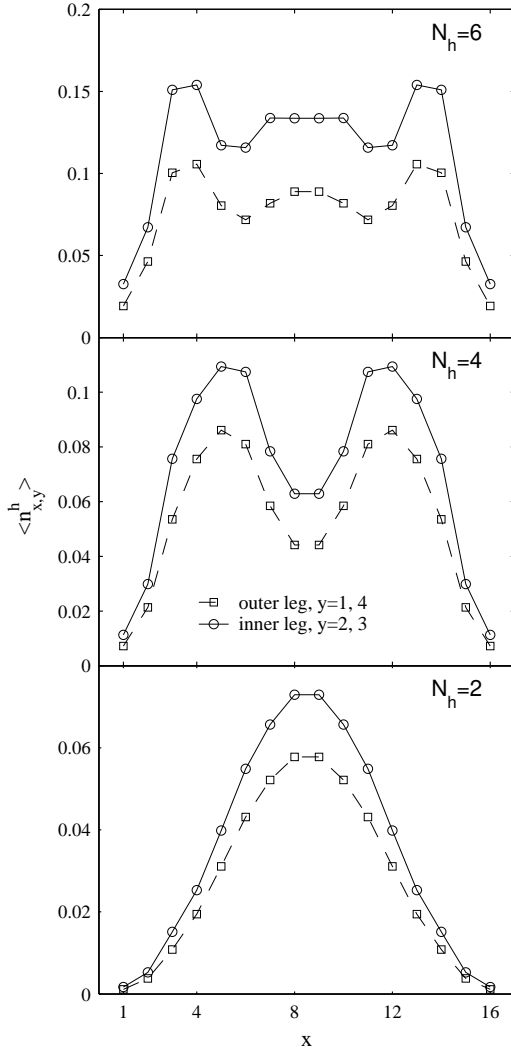 0.2
N_h=6
0.15
0.1
0.05
0
N_h=4
0.1
0.08
0.06
0.04
0.02
0
<n^h_{x,y}>
outer leg, y=1, 4
inner leg, y=2, 3
N_h=2
0.06
0.04
0.02
0
1 4 8 12 16
x